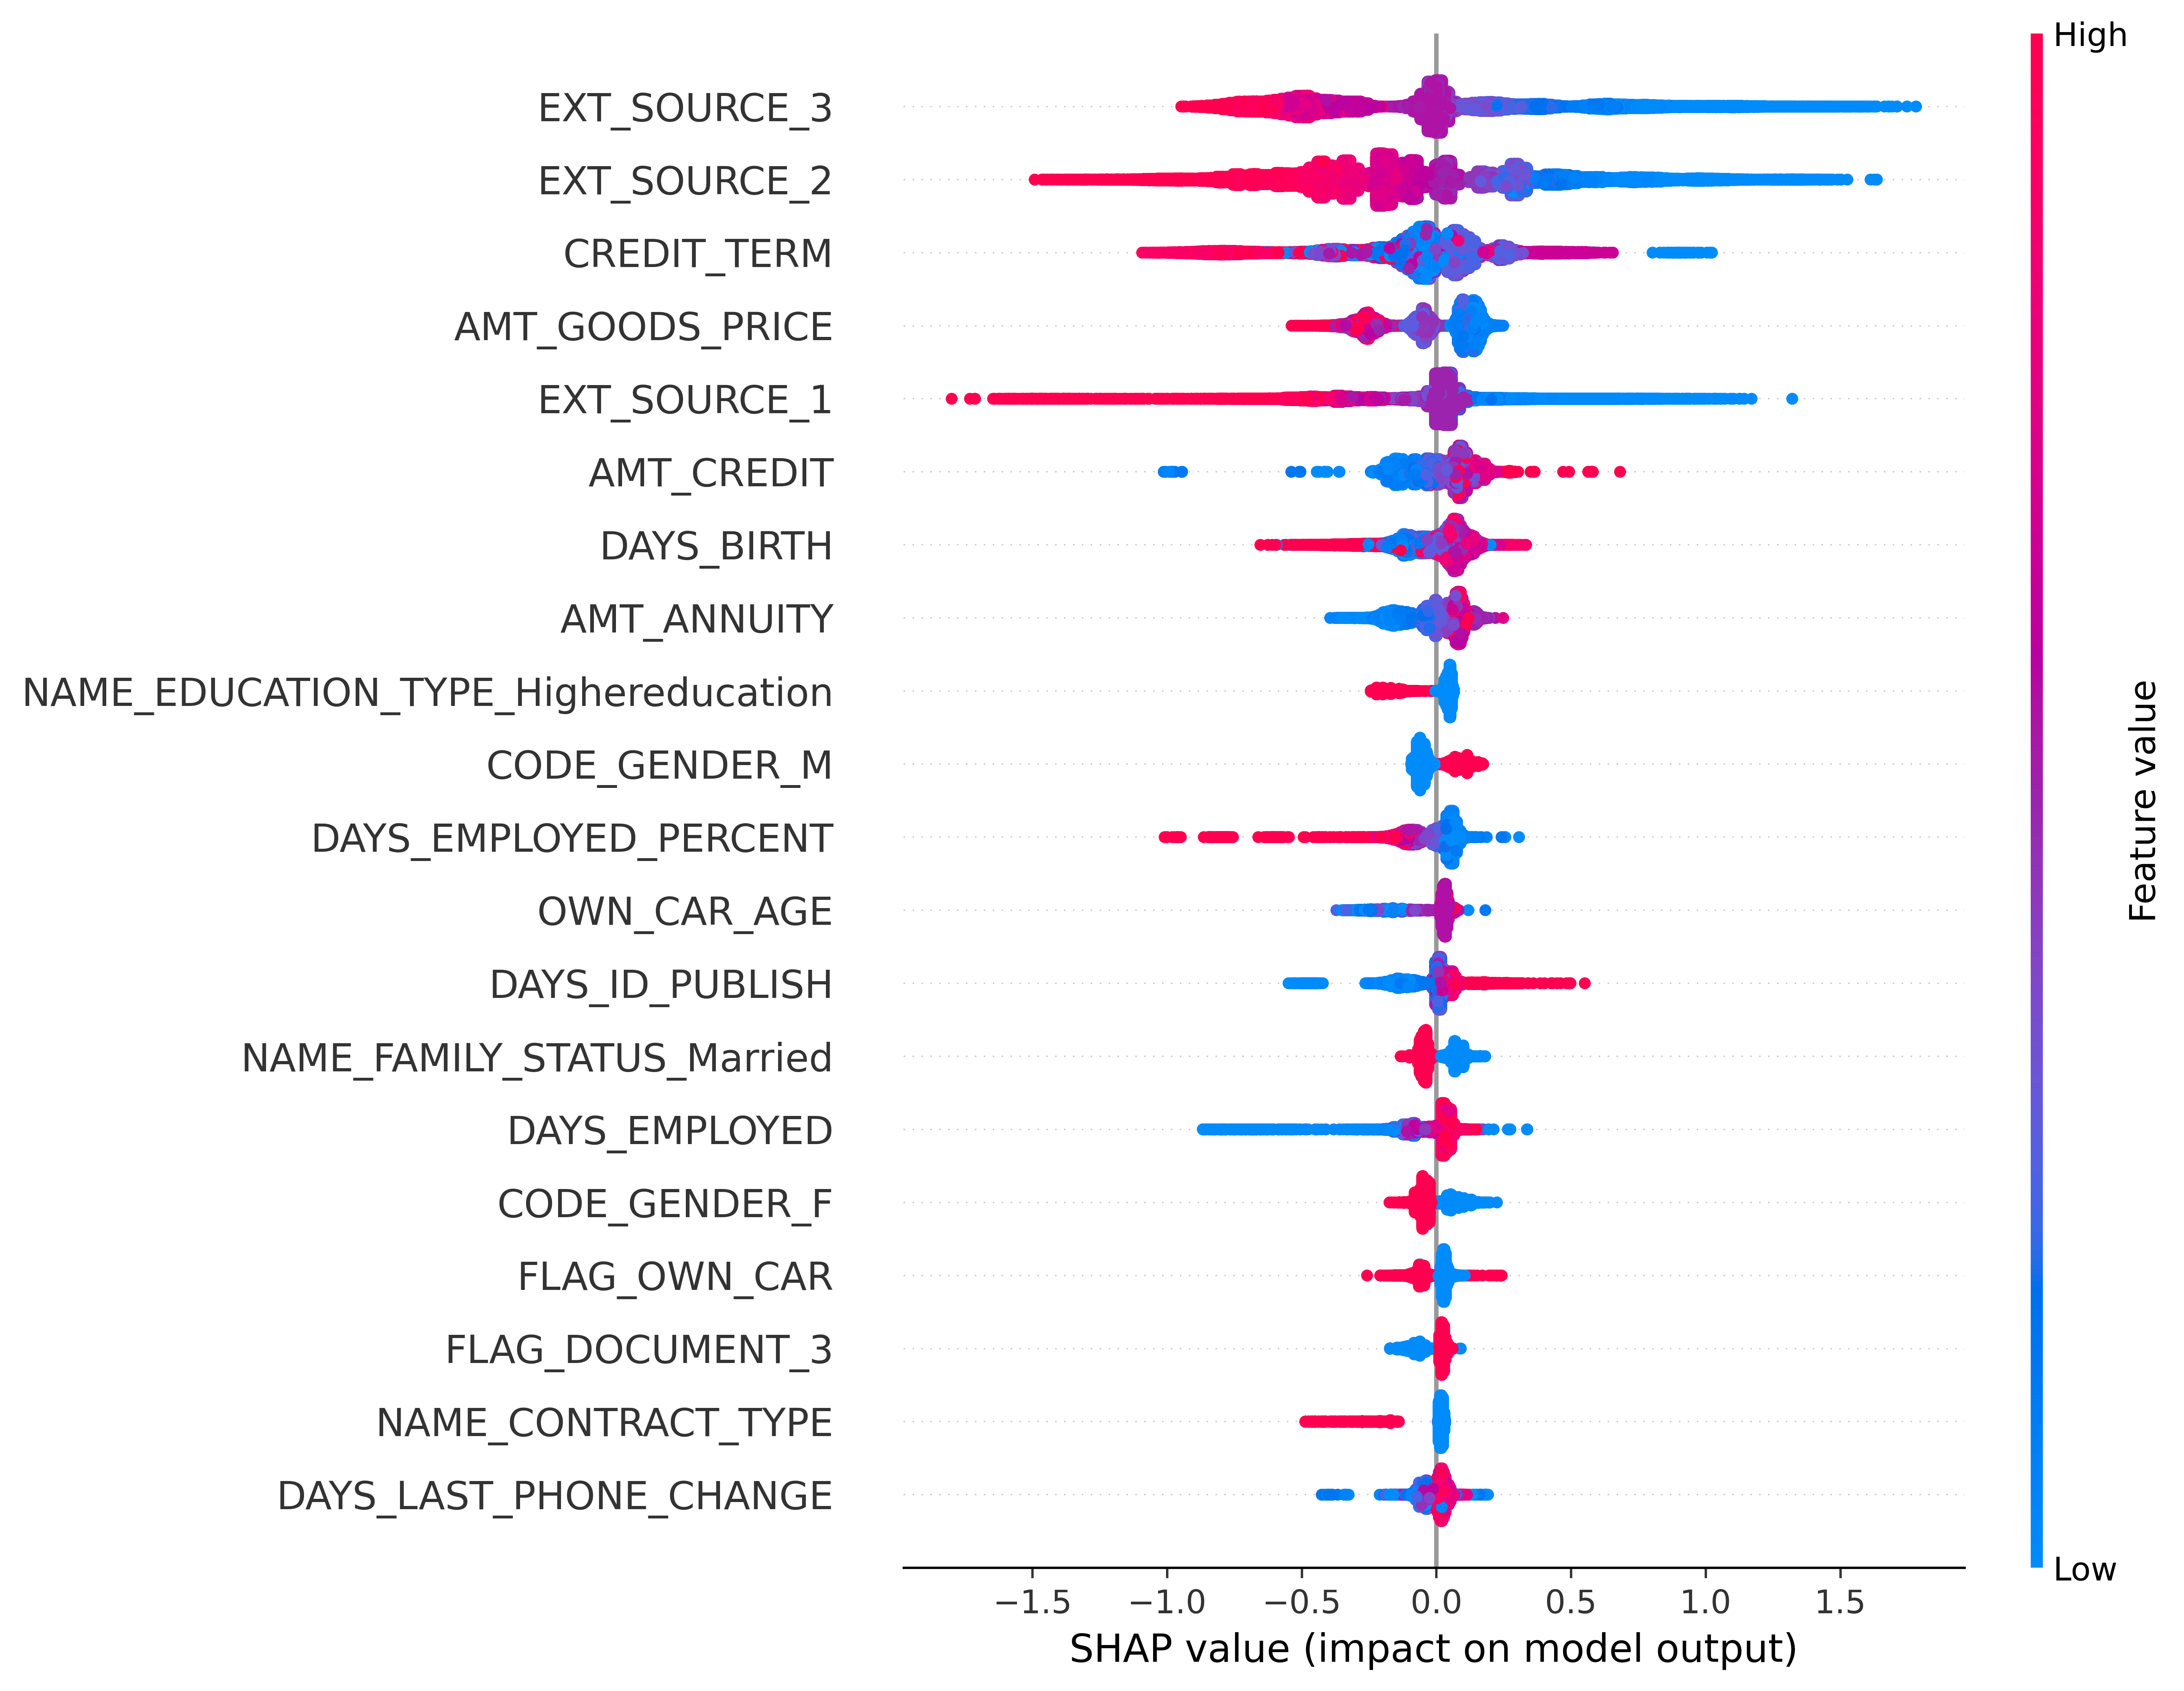 High
EXT_SOURCE_3
EXT_SOURCE_2
CREDIT_TERM
AMT_GOODS_PRICE
EXT_SOURCE_1
AMT_CREDIT
DAYS_BIRTH
AMT_ANNUITY
NAME_EDUCATION_TYPE_Highereducation
CODE_GENDER_M
DAYS_EMPLOYED_PERCENT
OWN_CAR_AGE
DAYS_ID_PUBLISH
NAME_FAMILY_STATUS_Married
DAYS_EMPLOYED
CODE_GENDER_F
FLAG_OWN_CAR
FLAG_DOCUMENT_3
NAME_CONTRACT_TYPE
DAYS_LAST_PHONE_CHANGE
Feature value
Low
−1.5 −1.0 −0.5 0.0 0.5 1.0 1.5
SHAP value (impact on model output)